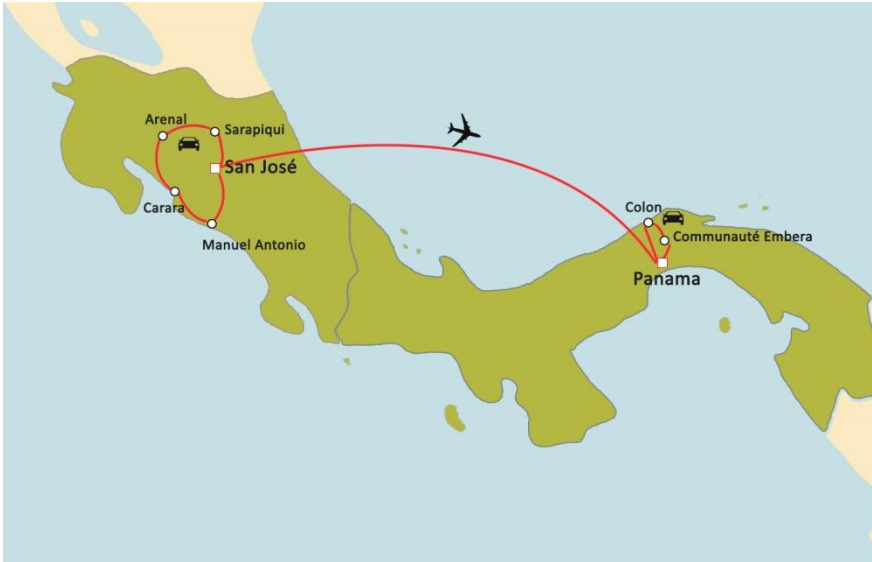 Arenal
Sarapiqui
San José
Carara
Manuel Antonio
Colon
Communauté Embera
Panama